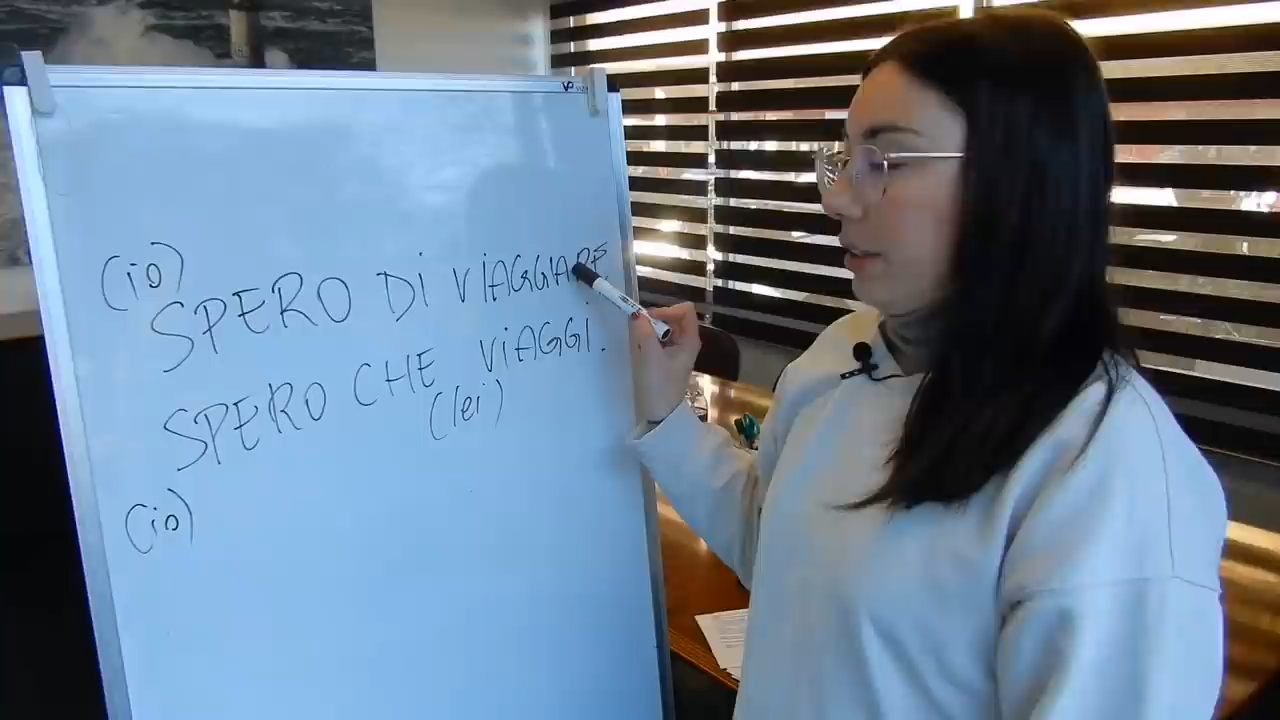 (io)
SPERO DI VIAGGIARE
SPERO CHE VIAGGI.
(lei)
(io)